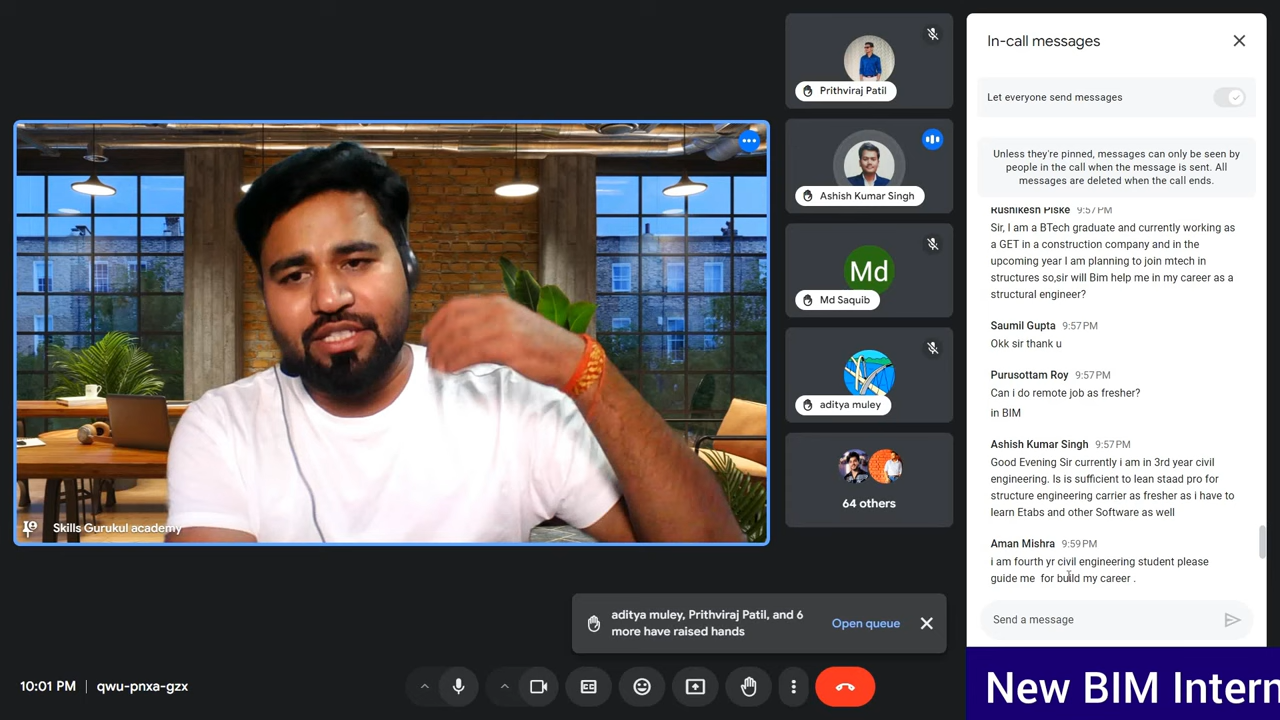 Prithviraj Patil
Ashish Kumar Singh
Md
Md Saquib
aditya muley
64 others
Skills Gurukul academy
aditya muley, Prithviraj Patil, and 6
more have raised hands
Open queue
10:01 PM
qwu-pnxa-gzx
In-call messages
Let everyone send messages
Unless they're pinned, messages can only be seen by
people in the call when the message is sent. All
messages are deleted when the call ends.
Rushikesh Piske 9:57 PM
Sir, I am a BTech graduate and currently working as
a GET in a construction company and in the
upcoming year I am planning to join mtech in
structures so,sir will Bim help me in my career as a
structural engineer?
Saumil Gupta 9:57 PM
Okk sir thank u
Purusottam Roy 9:57 PM
Can i do remote job as fresher?
in BIM
Ashish Kumar Singh 9:57 PM
Good Evening Sir currently i am in 3rd year civil
engineering. Is is sufficient to lean staad pro for
structure engineering carrier as fresher as i have to
learn Etabs and other Software as well
Aman Mishra 9:59 PM
i am fourth yr civil engineering student please
guide me for build my career .
Send a message
New BIM Intern